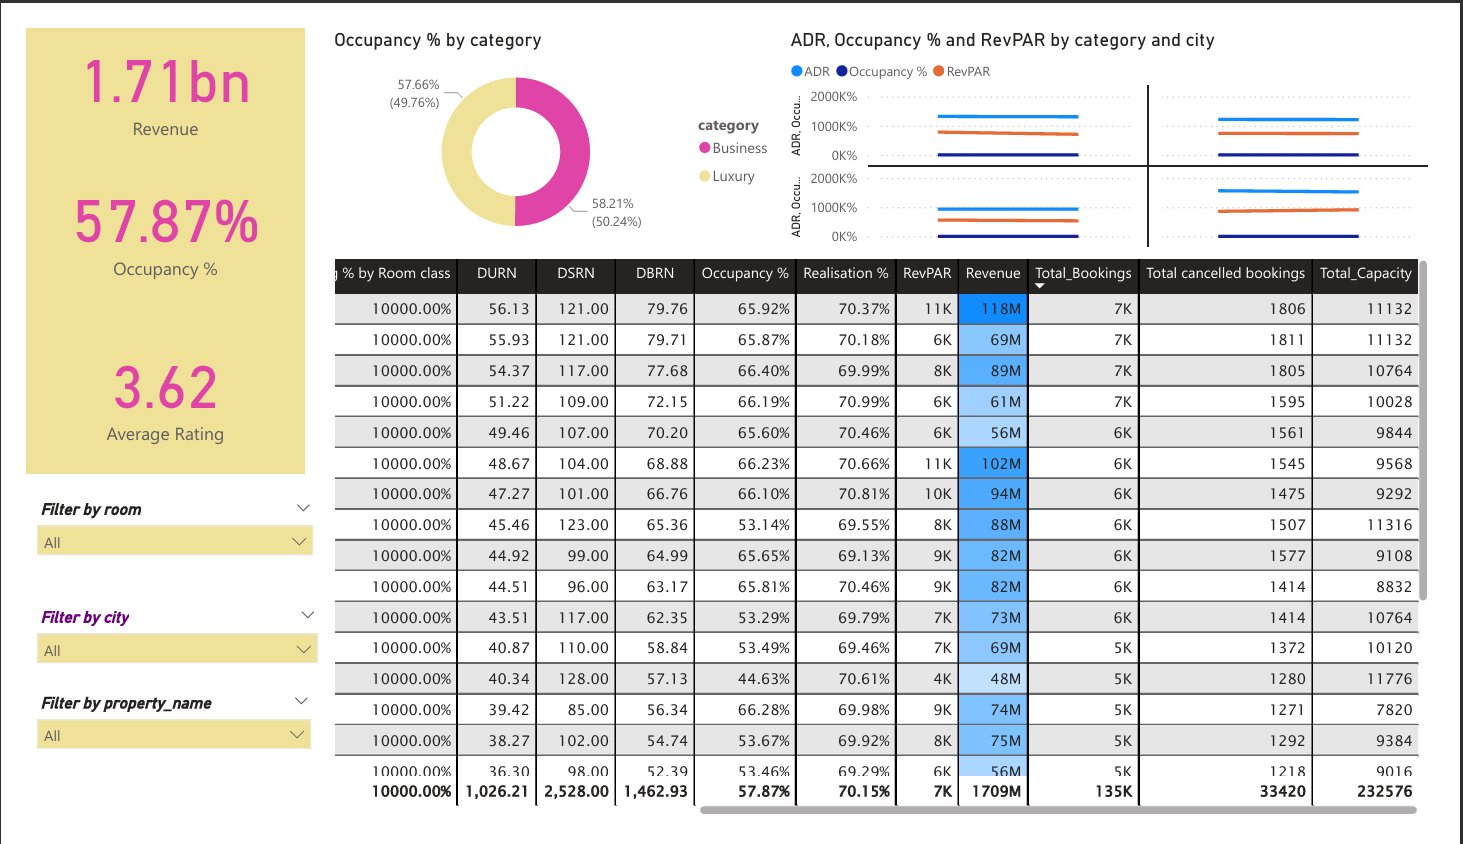 1.71bn
Revenue
57.87%
Occupancy %
3.62
Average Rating
Filter by room
All
Filter by city
All
Filter by property_name
All
Occupancy % by category
57.66%
(49.76%)
58.21%
(50.24%)
category
Business
Luxury
ADR, Occupancy % and RevPAR by category and city
ADR Occupancy % RevPAR
ADR, Occu...
2000K%
1000K%
0K%
ADR, Occu...
2000K%
1000K%
0K%
% by Room class DURN DSRN DBRN Occupancy % Realisation % RevPAR Revenue Total_Bookings Total cancelled bookings Total_Capacity
10000.00% 56.13 121.00 79.76 65.92% 70.37% 11K 118M 7K 1806 11132
10000.00% 55.93 121.00 79.71 65.87% 70.18% 6K 69M 7K 1811 11132
10000.00% 54.37 117.00 77.68 66.40% 69.99% 8K 89M 7K 1805 10764
10000.00% 51.22 109.00 72.15 66.19% 70.99% 6K 61M 7K 1595 10028
10000.00% 49.46 107.00 70.20 65.60% 70.46% 6K 56M 6K 1561 9844
10000.00% 48.67 104.00 68.88 66.23% 70.66% 11K 102M 6K 1545 9568
10000.00% 47.27 101.00 66.76 66.10% 70.81% 10K 94M 6K 1475 9292
10000.00% 45.46 123.00 65.36 53.14% 69.55% 8K 88M 6K 1507 11316
10000.00% 44.92 99.00 64.99 65.65% 69.13% 9K 82M 6K 1577 9108
10000.00% 44.51 96.00 63.17 65.81% 70.46% 9K 82M 6K 1414 8832
10000.00% 43.51 117.00 62.35 53.29% 69.79% 7K 73M 6K 1414 10764
10000.00% 40.87 110.00 58.84 53.49% 69.46% 7K 69M 5K 1372 10120
10000.00% 40.34 128.00 57.13 44.63% 70.61% 4K 48M 5K 1280 11776
10000.00% 39.42 85.00 56.34 66.28% 69.98% 9K 74M 5K 1271 7820
10000.00% 38.27 102.00 54.74 53.67% 69.92% 8K 75M 5K 1292 9384
10000.00% 36.30 98.00 52.39 53.46% 69.29% 6K 56M 5K 1218 9016
10000.00% 1,026.21 2,528.00 1,462.93 57.87% 70.15% 7K 1709M 135K 33420 232576